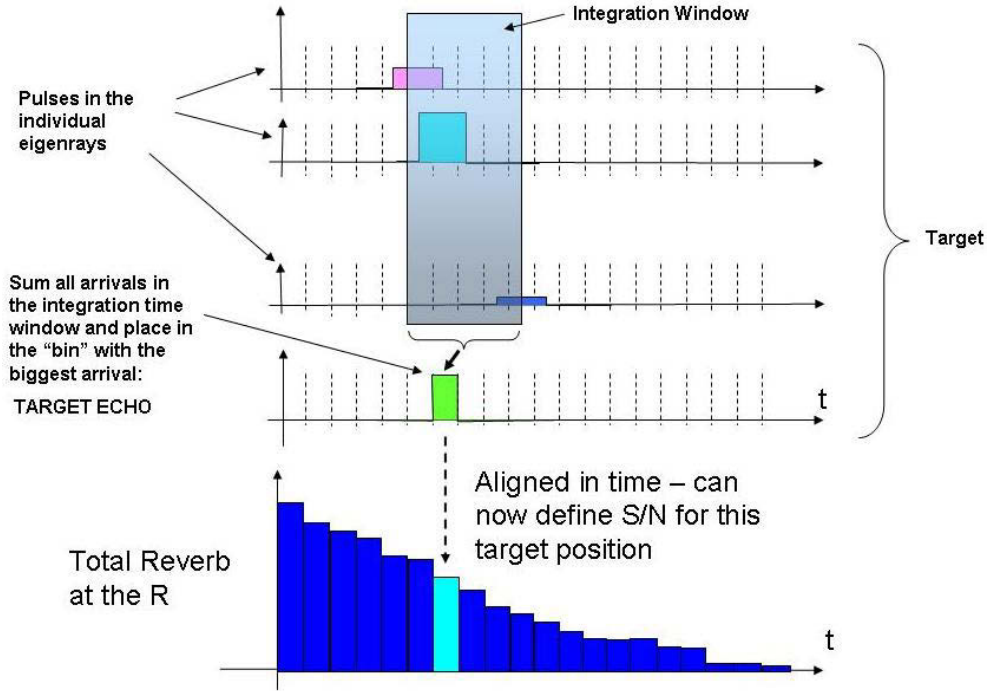 Integration Window
Pulses in the
individual
eigenrays
Target
Sum all arrivals in
the integration time
window and place in
the “bin” with the
biggest arrival:
TARGET ECHO
t
Aligned in time – can
now define S/N for this
target position
Total Reverb
at the R
t